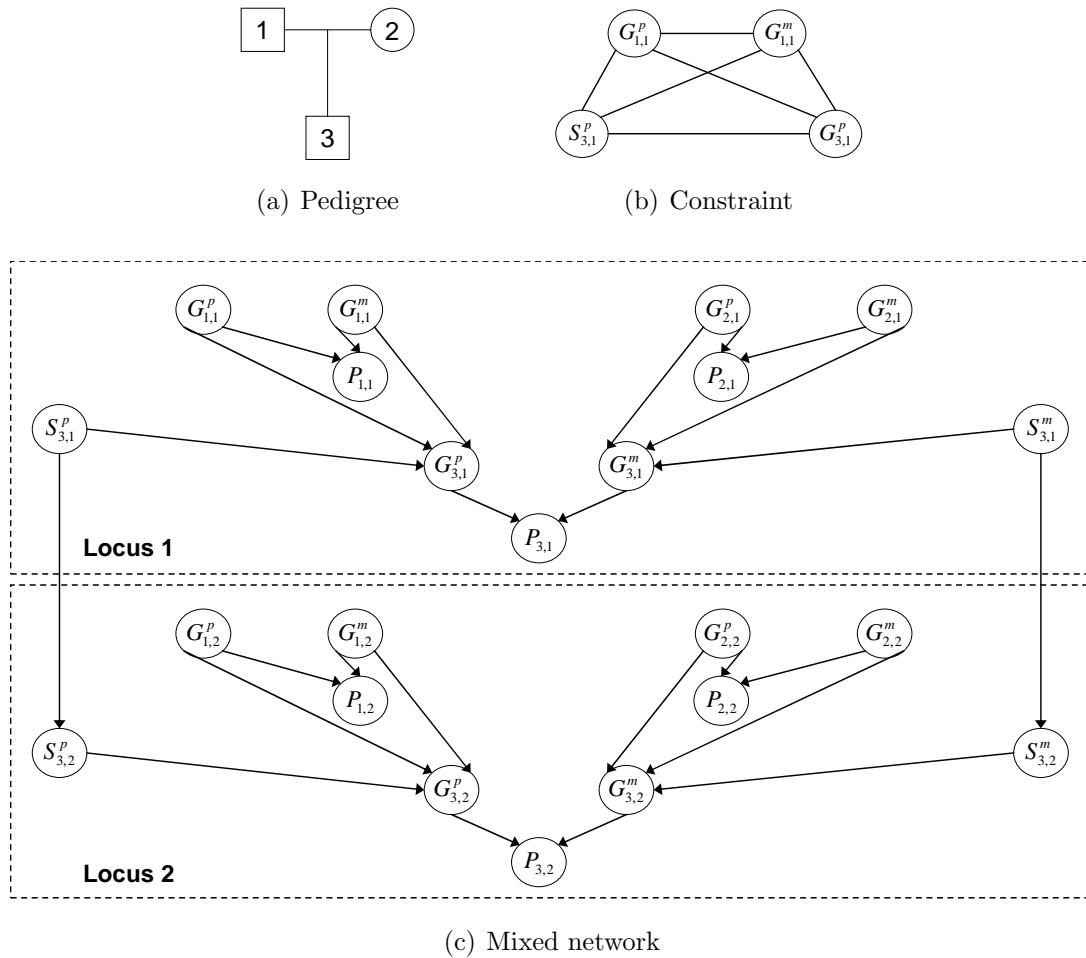 1
2
3
(a) Pedigree
G^p_{1,1} G^m_{1,1}
S^p_{3,1} G^p_{3,1}
(b) Constraint
G^p_{1,1} G^m_{1,1} G^p_{2,1} G^m_{2,1}
P_{1,1} P_{2,1}
S^p_{3,1} S^m_{3,1}
G^p_{3,1} G^m_{3,1}
P_{3,1}
Locus 1
G^p_{1,2} G^m_{1,2} G^p_{2,2} G^m_{2,2}
P_{1,2} P_{2,2}
S^p_{3,2} S^m_{3,2}
G^p_{3,2} G^m_{3,2}
P_{3,2}
Locus 2
(c) Mixed network